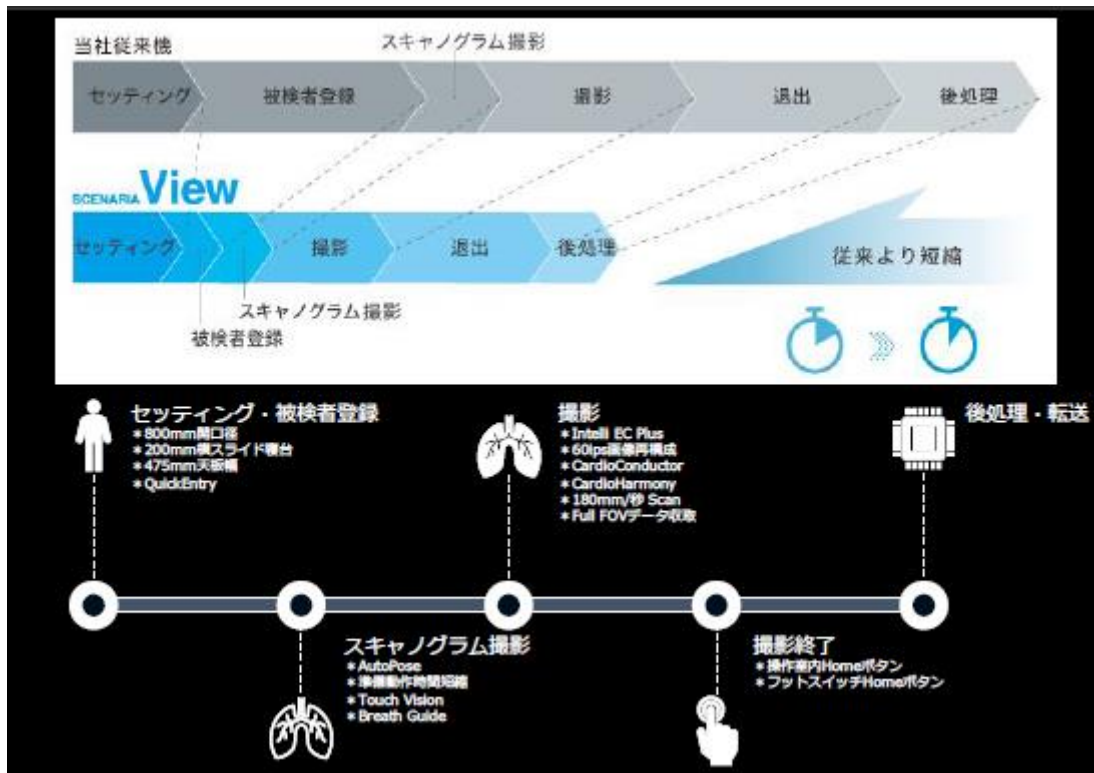 当社従来機
スキャノグラム撮影
セッティング
被検者登録
撮影
退出
後処理
SCENARIA View
セッティング
撮影
退出
後処理
従来より短縮
スキャノグラム撮影
被検者登録
セッティング・被検者登録
*800mm開口径
*200mm横スライド寝台
*475mm天板幅
*QuickEntry
撮影
*Intelli EC Plus
*60ips画像再構成
*CardioConductor
*CardioHarmony
*180mm/秒 Scan
*Full FOVデータ収取
後処理・転送
スキャノグラム撮影
*AutoPose
*準備動作時間短縮
*Touch Vision
*Breath Guide
撮影終了
*操作室内Homeボタン
*フットスイッチHomeボタン